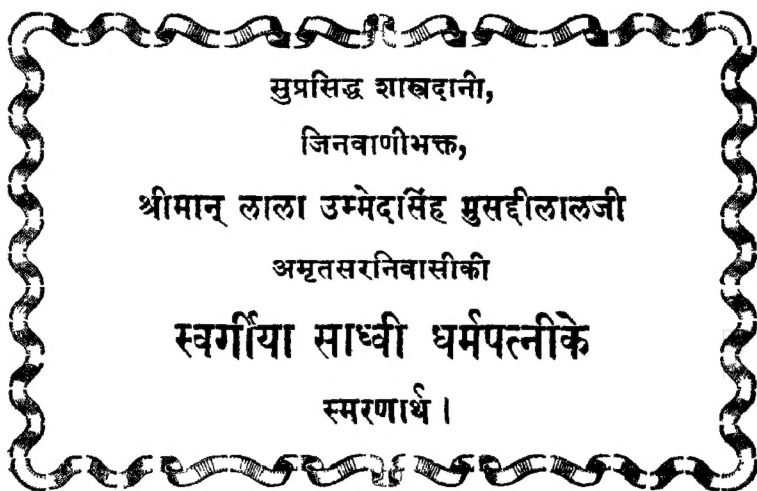 सुप्रसिद्ध शास्त्रदानी,
जिनवाणीभक्त,
श्रीमान् लाला उम्मेदसिंह मुसद्दीलालजी
अमृतसरनिवासीकी
स्वर्गीया साध्वी धर्मपत्नीके
स्मरणार्थ ।